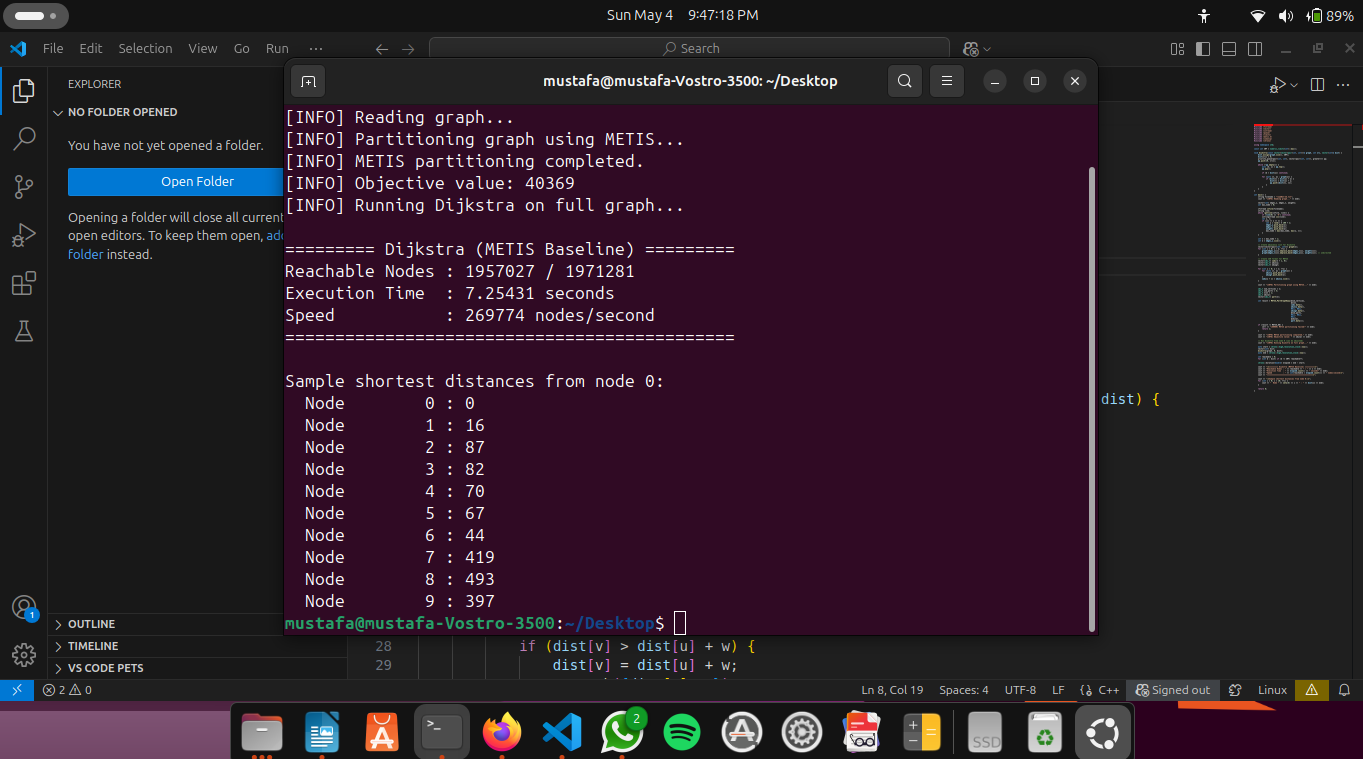 Sun May 4 9:47:18 PM
89%
File Edit Selection View Go Run ...
Search
EXPLORER
NO FOLDER OPENED
You have not yet opened a folder.
Open Folder
Opening a folder will close all current
open editors. To keep them open, add
folder instead.
mustafa@mustafa-Vostro-3500: ~/Desktop
[INFO] Reading graph...
[INFO] Partitioning graph using METIS...
[INFO] METIS partitioning completed.
[INFO] Objective value: 40369
[INFO] Running Dijkstra on full graph...
========= Dijkstra (METIS Baseline) =========
Reachable Nodes : 1957027 / 1971281
Execution Time  : 7.25431 seconds
Speed           : 269774 nodes/second
=============================================
Sample shortest distances from node 0:
  Node        0 : 0
  Node        1 : 16
  Node        2 : 87
  Node        3 : 82
  Node        4 : 70
  Node        5 : 67
  Node        6 : 44
  Node        7 : 419
  Node        8 : 493
  Node        9 : 397
mustafa@mustafa-Vostro-3500:~/Desktop$
dist) {
28 if (dist[v] > dist[u] + w) {
29 dist[v] = dist[u] + w;
1
OUTLINE
TIMELINE
VS CODE PETS
2 0
Ln 8, Col 19 Spaces: 4 UTF-8 LF {} C++ Signed out Linux
2
SSD